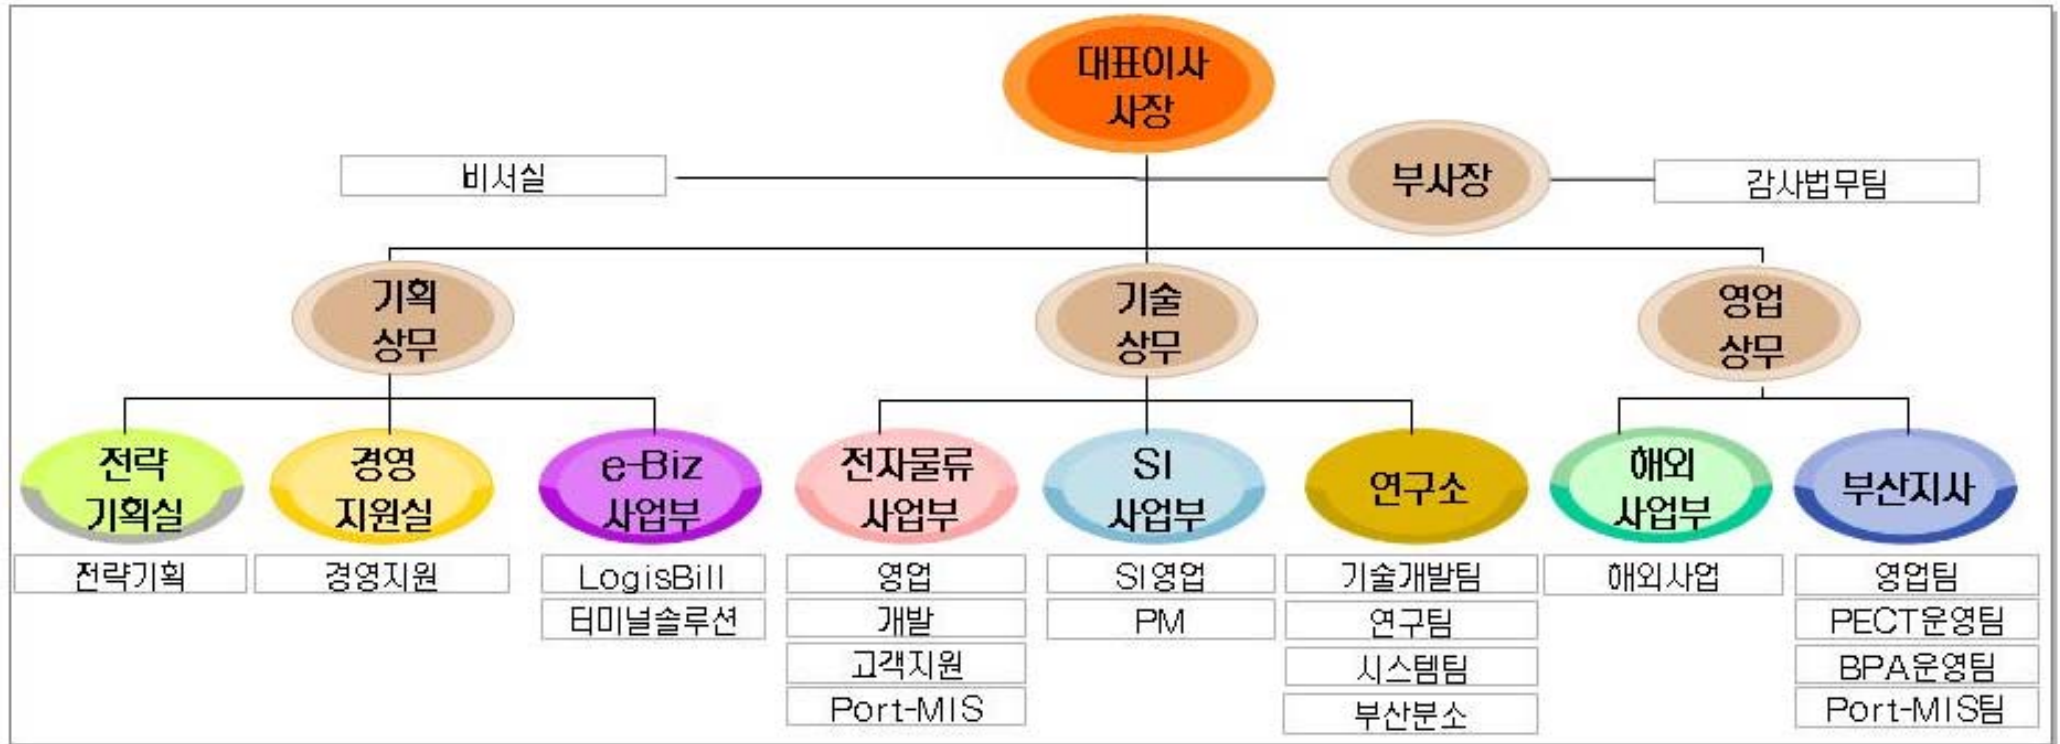 대표이사
사장
비서실
부사장
감사법무팀
기획
상무
기술
상무
영업
상무
전략
기획실
경영
지원실
e-Biz
사업부
전자물류
사업부
SI
사업부
연구소
해외
사업부
부산지사
전략기획
경영지원
LogisBill
터미널솔루션
영업
개발
고객지원
Port-MIS
SI영업
PM
기술개발팀
연구팀
시스템팀
부산분소
해외사업
영업팀
PECT운영팀
BPA운영팀
Port-MIS팀